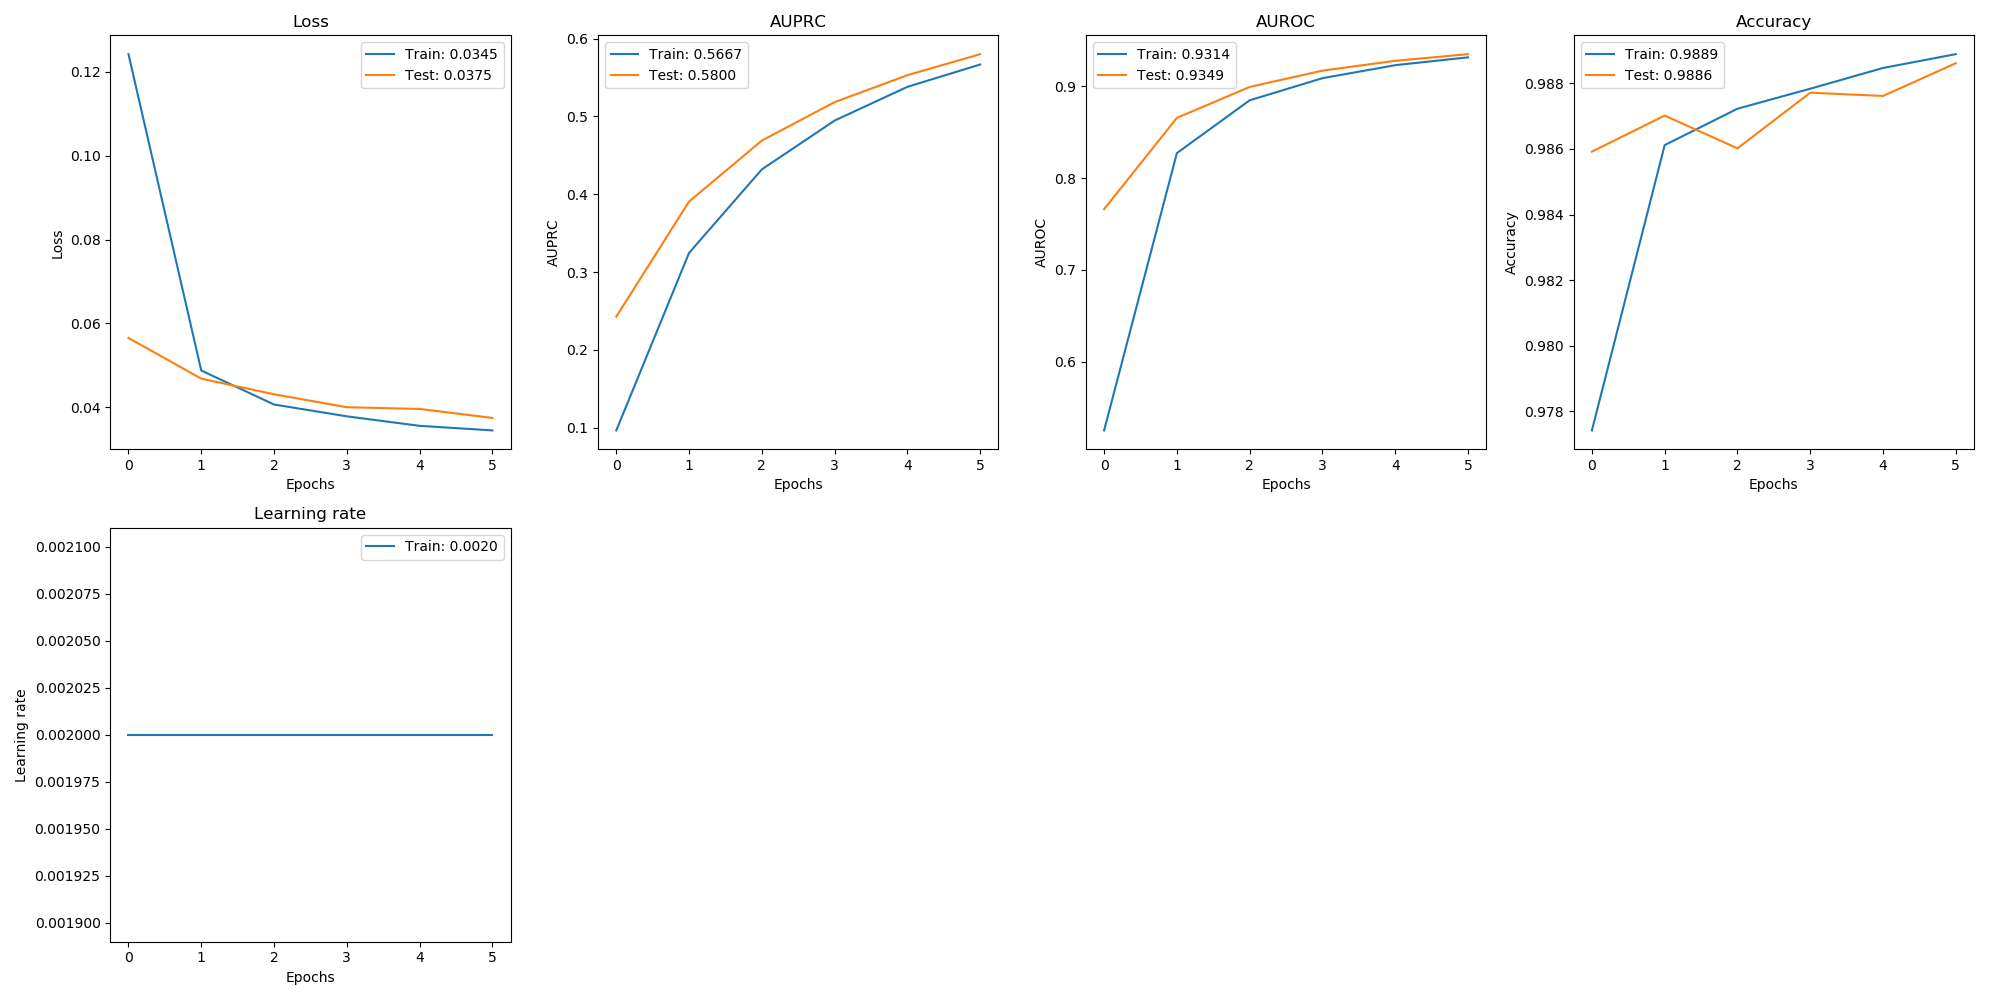 Loss
Train: 0.0345
Test: 0.0375
0.12
0.10
0.08
0.06
0.04
Loss
0 1 2 3 4 5
Epochs
AUPRC
Train: 0.5667
Test: 0.5800
0.6
0.5
0.4
0.3
0.2
0.1
AUPRC
0 1 2 3 4 5
Epochs
AUROC
Train: 0.9314
Test: 0.9349
0.9
0.8
0.7
0.6
AUROC
0 1 2 3 4 5
Epochs
Accuracy
Train: 0.9889
Test: 0.9886
0.988
0.986
0.984
0.982
0.980
0.978
Accuracy
0 1 2 3 4 5
Epochs
Learning rate
Train: 0.0020
0.002100
0.002075
0.002050
0.002025
0.002000
0.001975
0.001950
0.001925
0.001900
Learning rate
0 1 2 3 4 5
Epochs